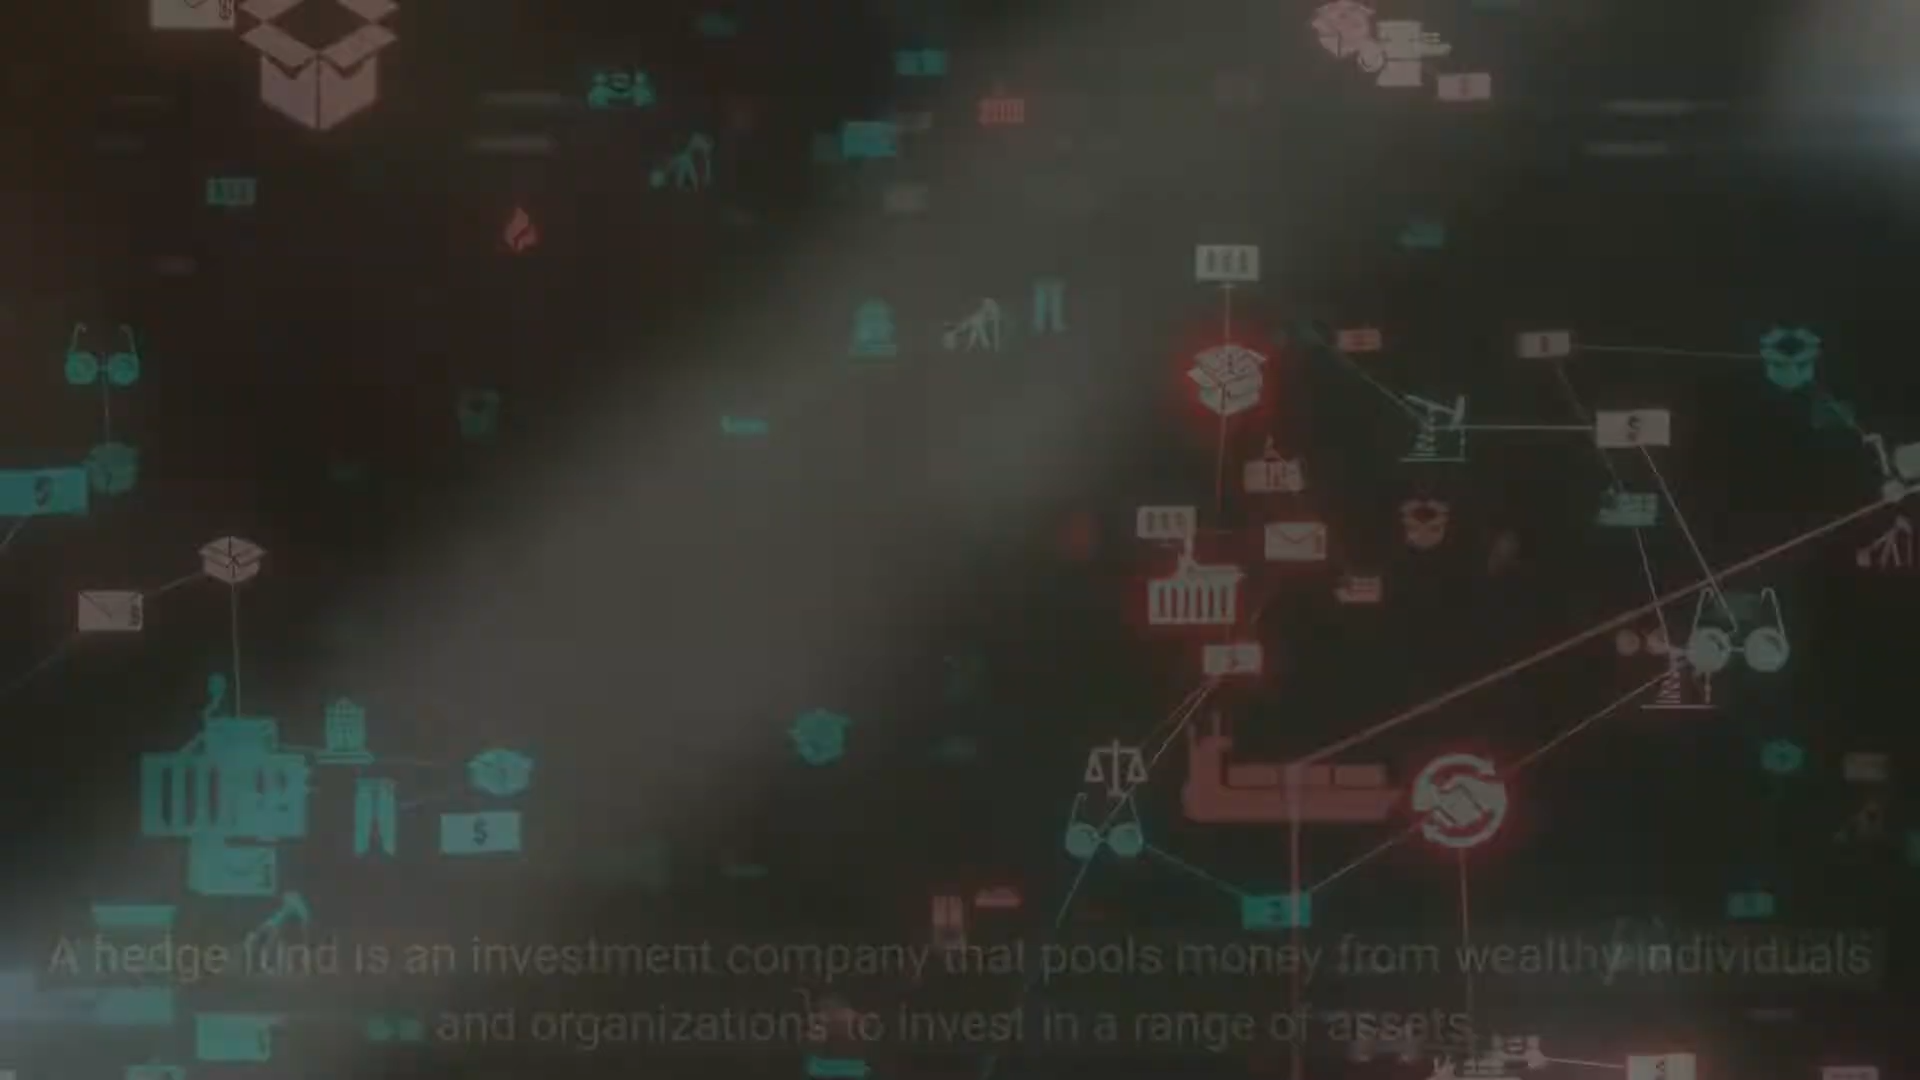 A hedge fund is an investment company that pools money from wealthy individuals
and organizations to invest in a range of assets.